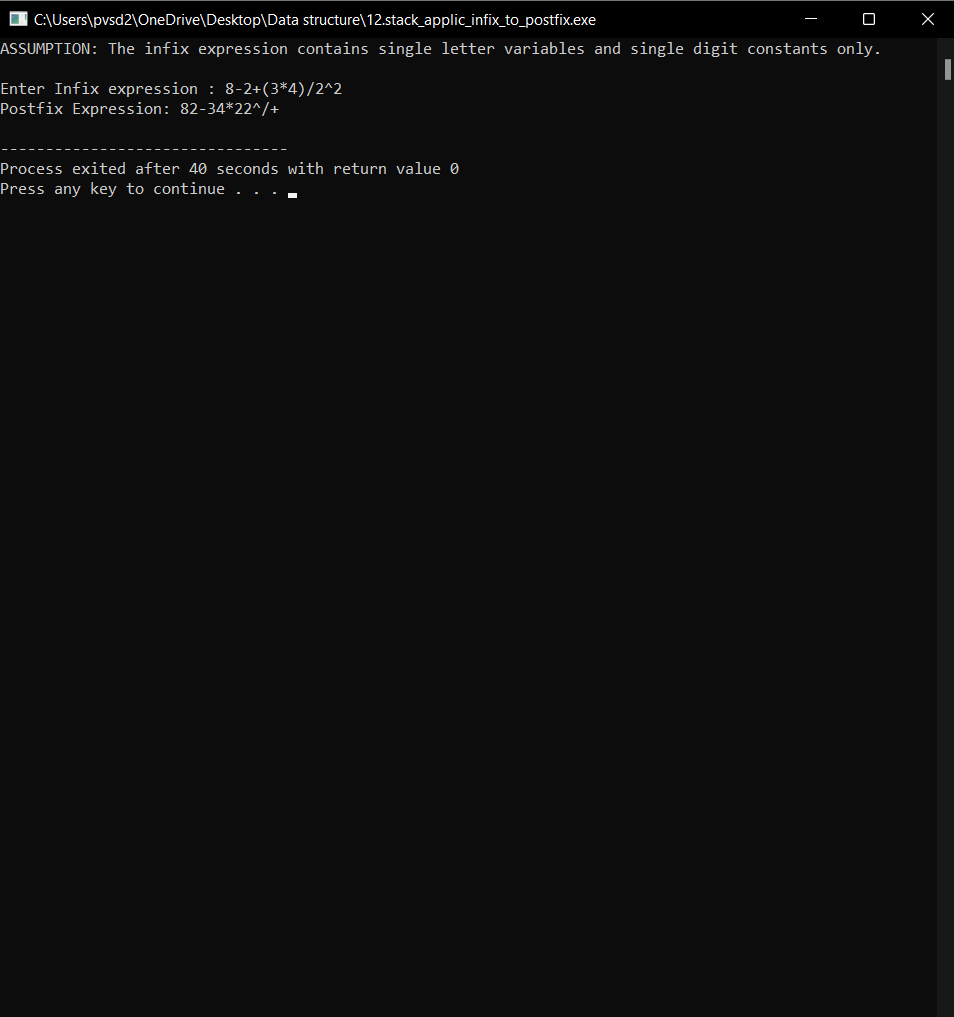 C:\Users\pvsd2\OneDrive\Desktop\Data structure\12.stack_applic_infix_to_postfix.exe
ASSUMPTION: The infix expression contains single letter variables and single digit constants only.
Enter Infix expression : 8-2+(3*4)/2^2
Postfix Expression: 82-34*22^/+
--------------------------------
Process exited after 40 seconds with return value 0
Press any key to continue . . .